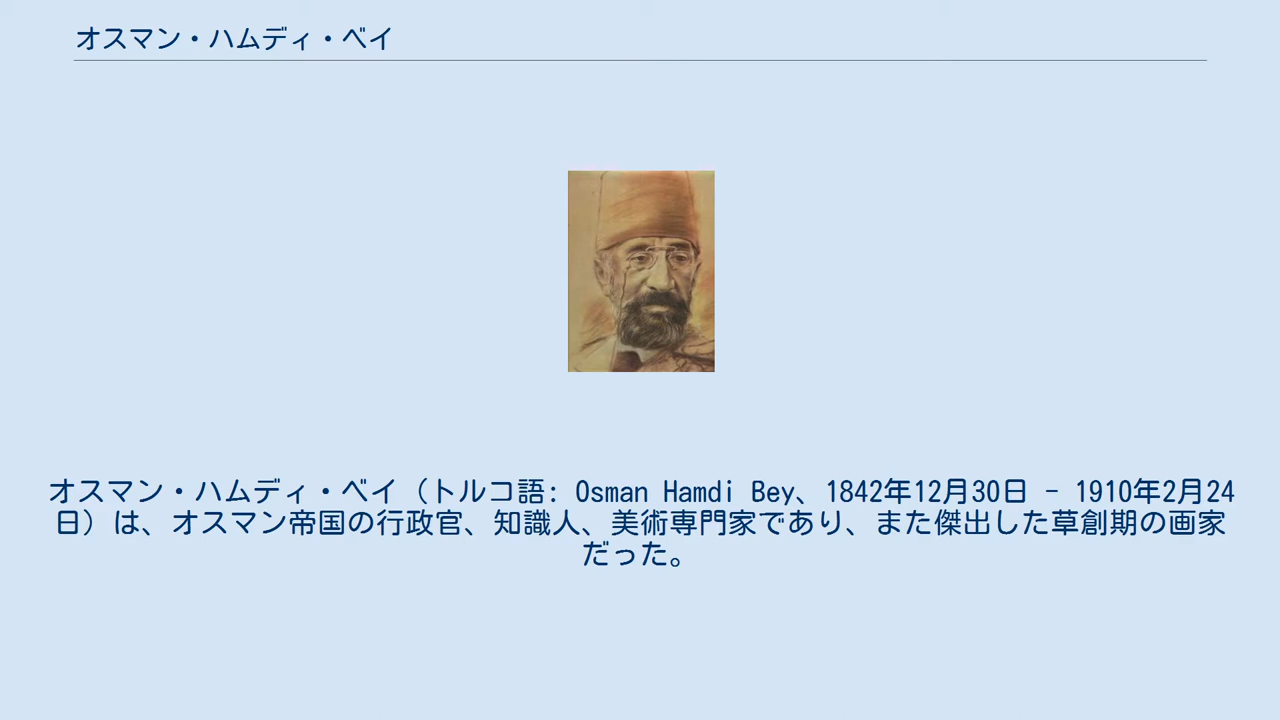 オスマン・ハムディ・ベイ
オスマン・ハムディ・ベイ（トルコ語: Osman Hamdi Bey、1842年12月30日 - 1910年2月24
日）は、オスマン帝国の行政官、知識人、美術専門家であり、また傑出した草創期の画家
だった。